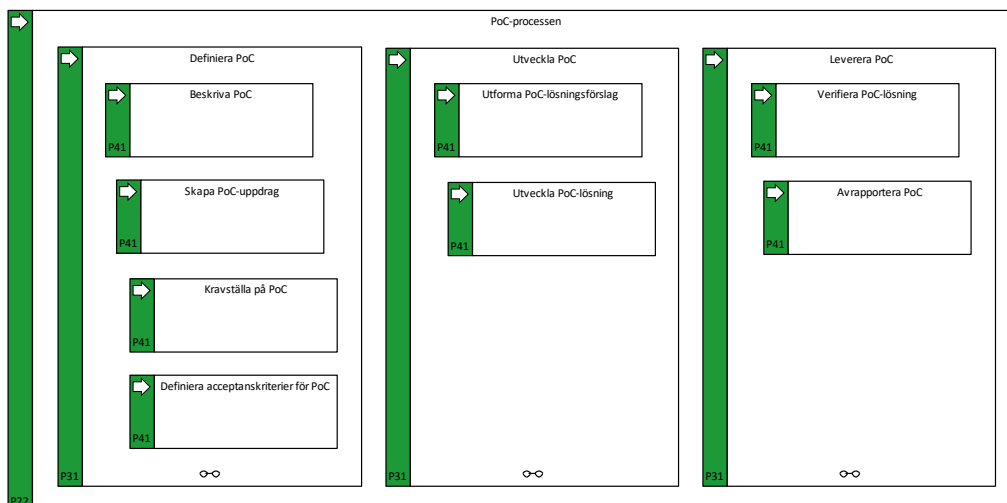 PoC-processen
Definiera PoC
Beskriva PoC
P41
Skapa PoC-uppdrag
P41
Kravställa på PoC
P41
Definiera acceptanskriterier för PoC
P41
P31
Utveckla PoC
Utforma PoC-lösningsförslag
P41
Utveckla PoC-lösning
P41
P31
Leverera PoC
Verifiera PoC-lösning
P41
Avrapportera PoC
P41
P31
P22